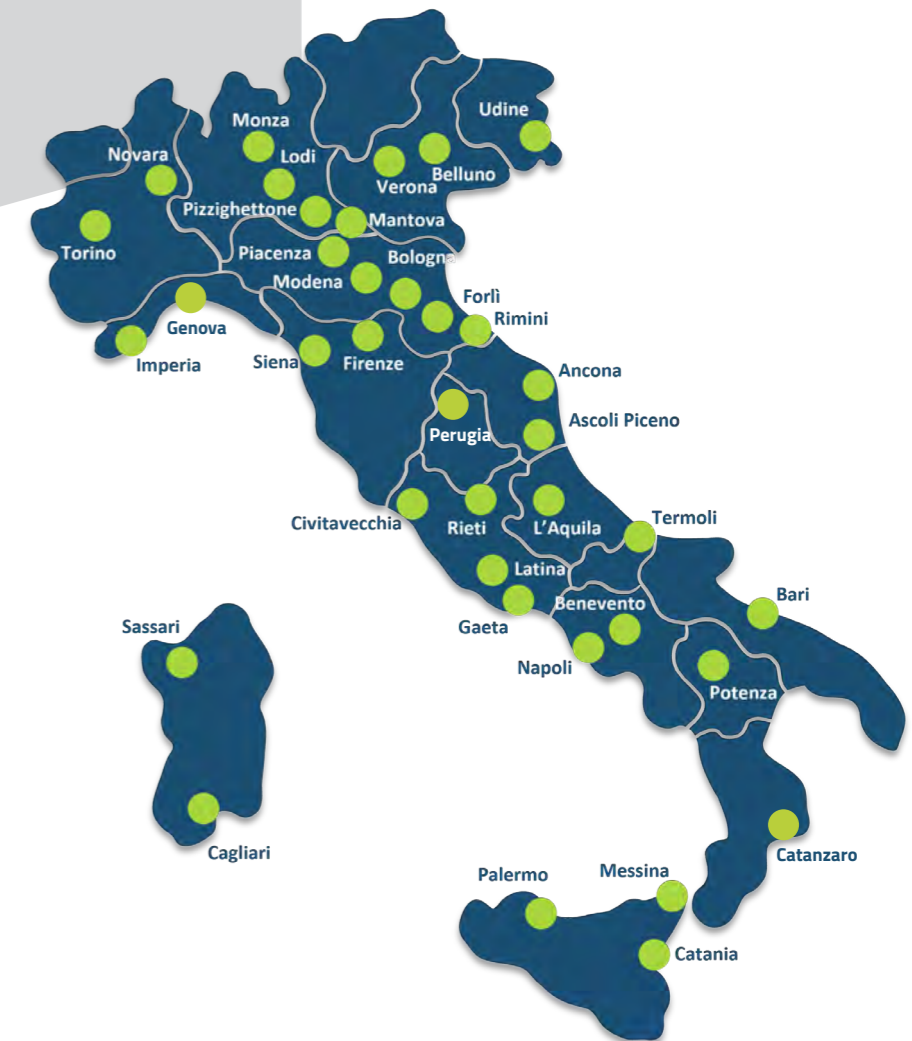 Udine
Monza
Novara
Lodi
Belluno
Verona
Pizzighettone
Mantova
Torino
Piacenza
Bologna
Modena
Forlì
Rimini
Genova
Imperia
Siena
Firenze
Ancona
Ascoli Piceno
Perugia
Civitavecchia
Rieti
L'Aquila
Termoli
Latina
Benevento
Bari
Gaeta
Sassari
Napoli
Potenza
Cagliari
Catanzaro
Messina
Palermo
Catania